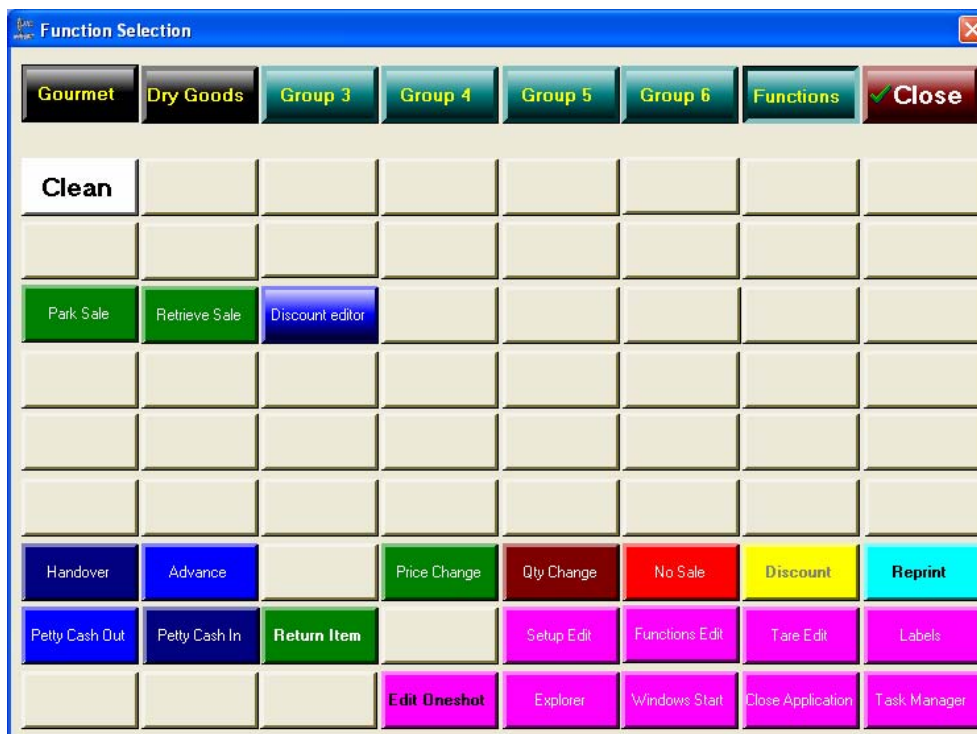 Function Selection
Gourmet Dry Goods Group 3 Group 4 Group 5 Group 6 Functions Close
Clean
Park Sale Retrieve Sale Discount editor
Handover Advance Price Change Qty Change No Sale Discount Reprint
Petty Cash Out Petty Cash In Return Item Setup Edit Functions Edit Tare Edit Labels
Edit Oneshot Explorer Windows Start Close Application Task Manager